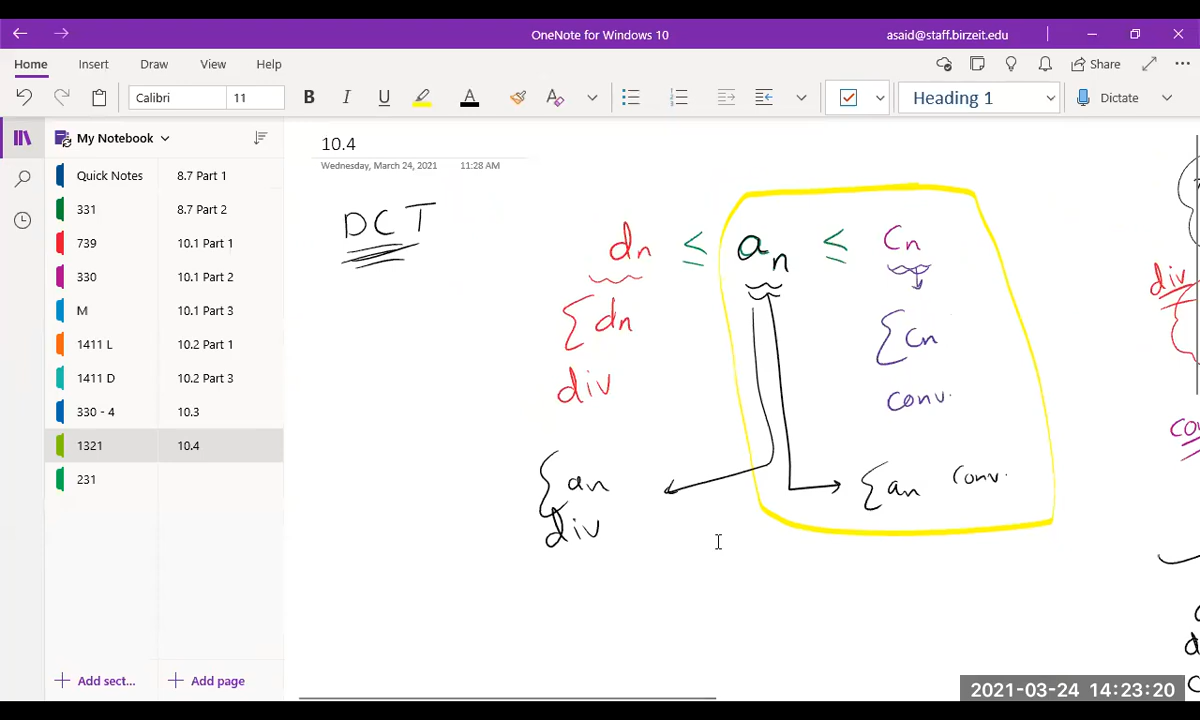 OneNote for Windows 10
asaid@staff.birzeit.edu
Home Insert Draw View Help
Share
Calibri 11 B I U A Heading 1 Dictate
My Notebook
Quick Notes 8.7 Part 1
331 8.7 Part 2
739 10.1 Part 1
330 10.1 Part 2
M 10.1 Part 3
1411 L 10.2 Part 1
1411 D 10.2 Part 3
330 - 4 10.3
1321 10.4
231
Add sect... Add page
10.4
Wednesday, March 24, 2021 11:28 AM
DCT
dn ≤ an ≤ cn
Σ dn
div
Σ cn
conv.
Σ an
div
Σ an conv.
div
2021-03-24 14:23:20